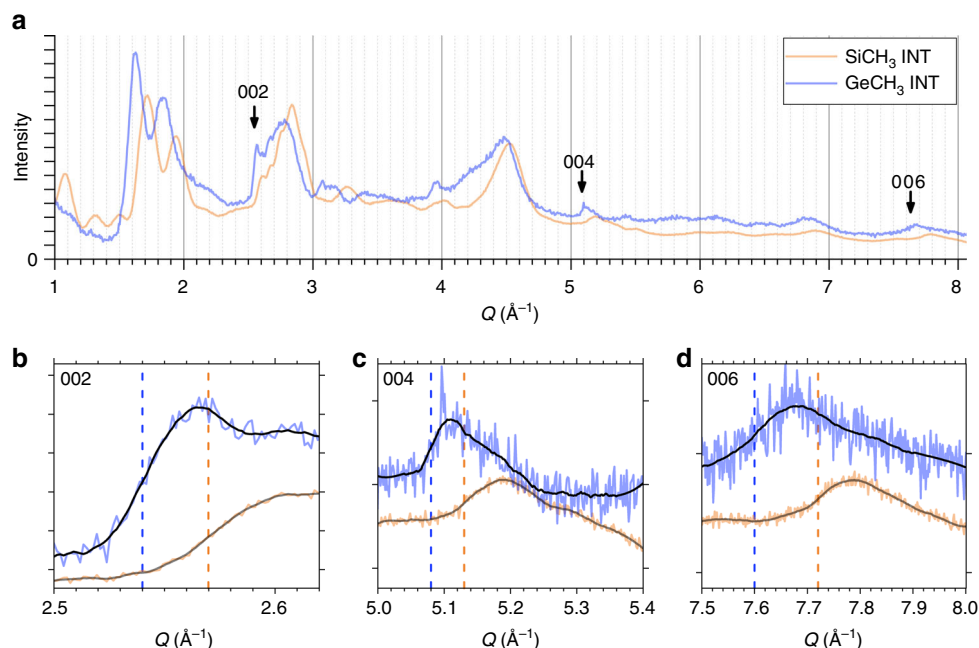 a
SiCH₃ INT
GeCH₃ INT
Intensity
002
004
006
0
1 2 3 4 5 6 7 8
Q (Å⁻¹)
b c d
002 004 006
2.5 2.6
5.0 5.1 5.2 5.3 5.4
7.5 7.6 7.7 7.8 7.9 8.0
Q (Å⁻¹) Q (Å⁻¹) Q (Å⁻¹)